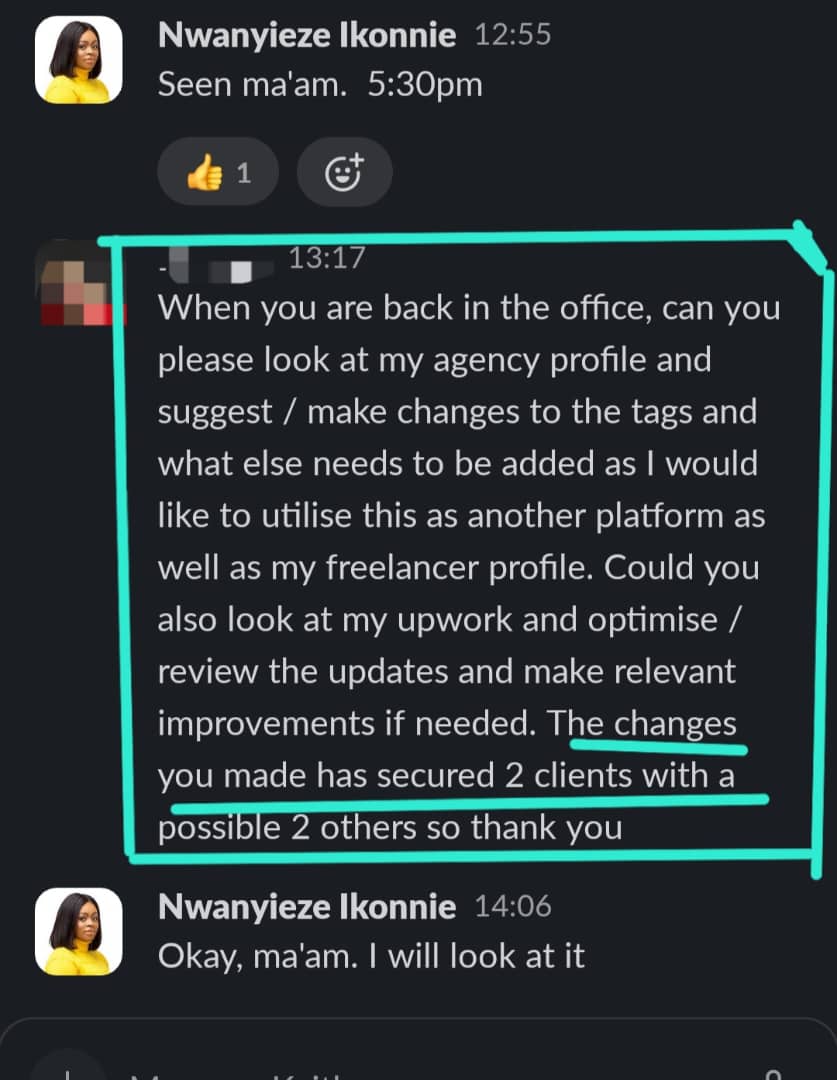 Nwanyieze Ikonnie 12:55
Seen ma'am. 5:30pm
👍 1
13:17
When you are back in the office, can you
please look at my agency profile and
suggest / make changes to the tags and
what else needs to be added as I would
like to utilise this as another platform as
well as my freelancer profile. Could you
also look at my upwork and optimise /
review the updates and make relevant
improvements if needed. The changes
you made has secured 2 clients with a
possible 2 others so thank you
Nwanyieze Ikonnie 14:06
Okay, ma'am. I will look at it